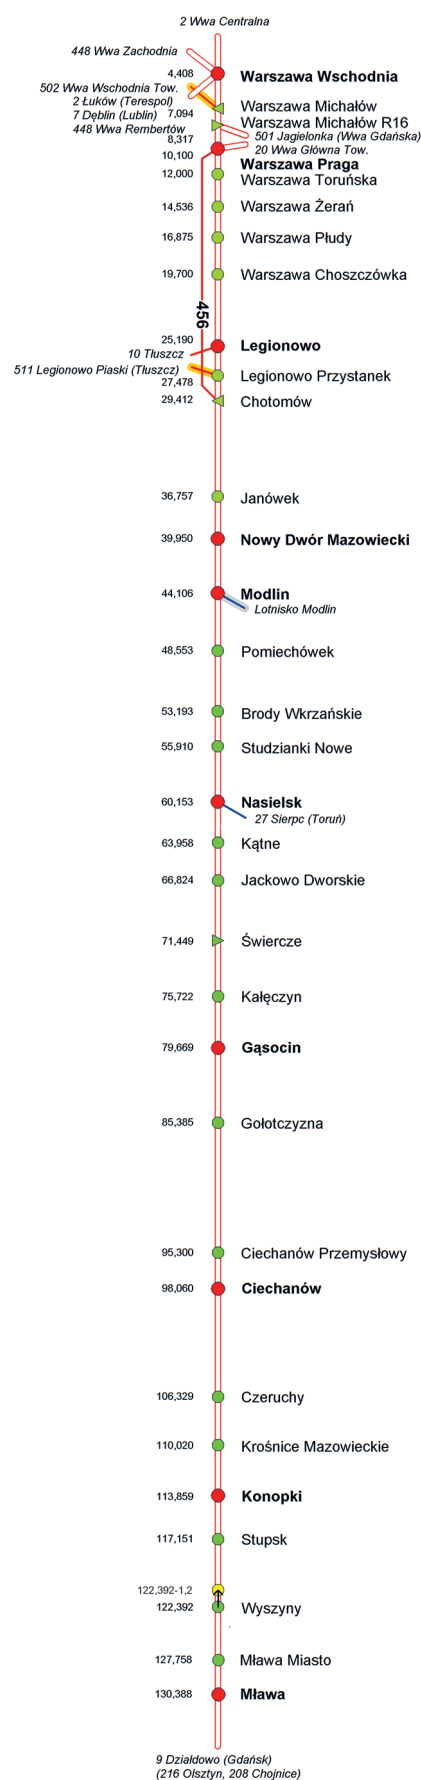 2 Wwa Centralna
448 Wwa Zachodnia
4,408 Warszawa Wschodnia
502 Wwa Wschodnia Tow.
2 Łuków (Terespol)
Warszawa Michałów
7 Dęblin (Lublin) 7,094
Warszawa Michałów R16
448 Wwa Rembertów
501 Jagielonka (Wwa Gdańska)
8,317
20 Wwa Główna Tow.
10,100 Warszawa Praga
12,000 Warszawa Toruńska
14,536 Warszawa Żerań
16,875 Warszawa Płudy
19,700 Warszawa Choszczówka
456
25,190 Legionowo
10 Tłuszcz
511 Legionowo Piaski (Tłuszcz)
27,478 Legionowo Przystanek
29,412 Chotomów
36,757 Janówek
39,950 Nowy Dwór Mazowiecki
44,106 Modlin
Lotnisko Modlin
48,553 Pomiechówek
53,193 Brody Wkrzańskie
55,910 Studzianki Nowe
60,153 Nasielsk
27 Sierpc (Toruń)
63,958 Kątne
66,824 Jackowo Dworskie
71,449 Świercze
75,722 Kałęczyn
79,669 Gąsocin
85,385 Gołotczyzna
95,300 Ciechanów Przemysłowy
98,060 Ciechanów
106,329 Czeruchy
110,020 Krośnice Mazowieckie
113,859 Konopki
117,151 Stupsk
122,392-1,2
122,392 Wyszyny
127,758 Mława Miasto
130,388 Mława
9 Działdowo (Gdańsk)
(216 Olsztyn, 208 Chojnice)